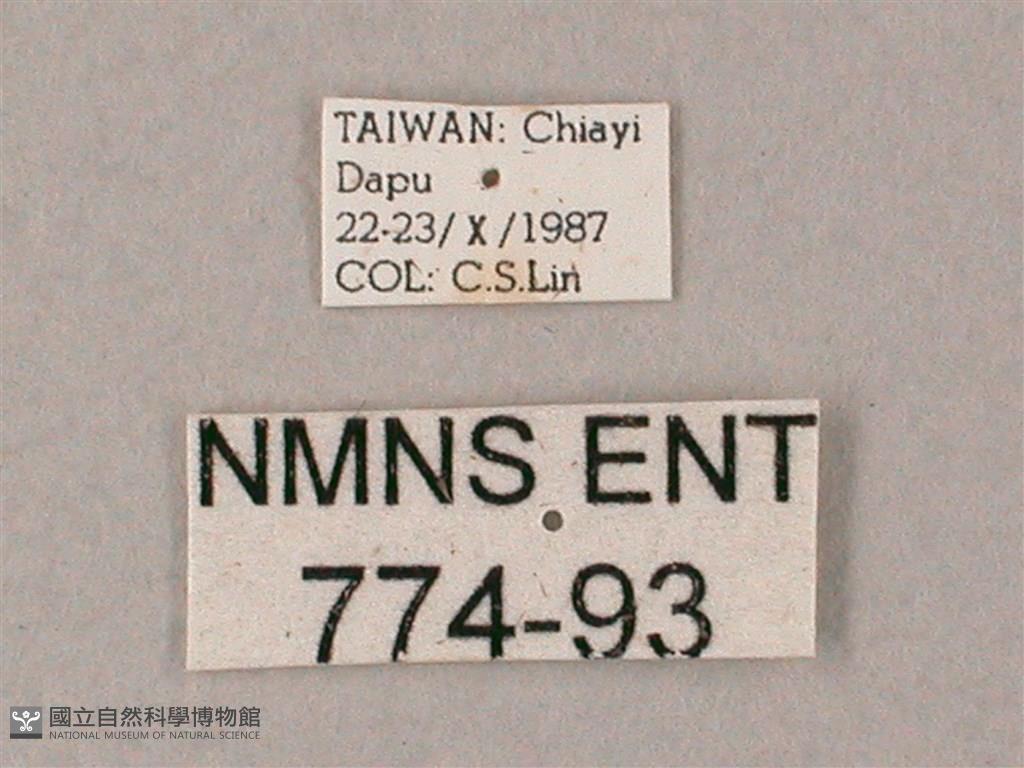 TAIWAN: Chiayi
Dapu
22-23/ X /1987
COL: C.S.Lin
NMNS ENT
774-93
國立自然科學博物館
NATIONAL MUSEUM OF NATURAL SCIENCE